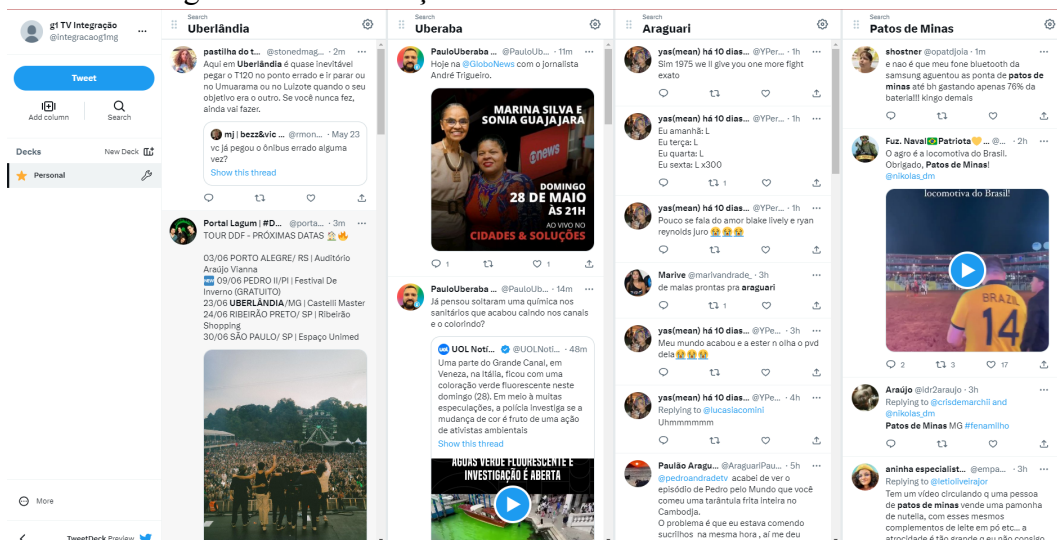 g1 TV Integração
@integracaog1mg
Tweet
Add column
Search
Decks
New Deck
Personal
More
TweetDeck Preview
Search
Uberlândia
pastilha do t... @stonedmag... · 2m
Aqui em Uberlândia é quase inevitável
pegar o T120 no ponto errado e ir parar ou
no Umuarama ou no Luizote quando o seu
objetivo era o outro. Se você nunca fez,
ainda vai fazer.
mj | bezz&vic ... @rmon... · May 23
vc já pegou o ônibus errado alguma
vez?
Show this thread
Portal Lagum | #D... @porta... · 3m
TOUR DDF - PRÓXIMAS DATAS
03/06 PORTO ALEGRE/ RS | Auditório
Araújo Vianna
09/06 PEDRO II/PI | Festival De
Inverno (GRATUITO)
23/06 UBERLÂNDIA/MG | Castelli Master
24/06 RIBEIRÃO PRETO/ SP | Ribeirão
Shopping
30/06 SÃO PAULO/ SP | Espaço Unimed
Search
Uberaba
PauloUberaba ... @PauloUb... · 11m
Hoje na @GloboNews com o jornalista
André Trigueiro.
MARINA SILVA E
SONIA GUAJAJARA
gnews
DOMINGO
28 DE MAIO
ÀS 21H
AO VIVO NO
CIDADES & SOLUÇÕES
1 1
PauloUberaba ... @PauloUb... · 14m
Já pensou soltaram uma química nos
sanitários que acabou caindo nos canais
e o colorindo?
UOL Notí... @UOLNoti... · 48m
Uma parte do Grande Canal, em
Veneza, na Itália, ficou com uma
coloração verde fluorescente neste
domingo (28). Em meio à muitas
especulações, a polícia investiga se a
mudança de cor é fruto de uma ação
de ativistas ambientais
Show this thread
ÁGUAS VERDE FLUORESCENTE E
INVESTIGAÇÃO É ABERTA
Search
Araguari
yas(mean) há 10 dias... @YPer... · 1h
Sim 1975 we ll give you one more fight
exato
yas(mean) há 10 dias... @YPer... · 1h
Eu amanhã: L
Eu terça: L
Eu quarta: L
Eu sexta: L x300
1
yas(mean) há 10 dias... @YPer... · 1h
Pouco se fala do amor blake lively e ryan
reynolds juro 😭😭😭
Marive @marivandrade_ · 3h
de malas prontas pra araguari
1
yas(mean) há 10 dias... @YPe... · 3h
Meu mundo acabou e a ester n olha o pvd
dela😭😭😭
yas(mean) há 10 dias... @YPe... · 4h
Replying to @lucasiacomini
Uhmmmmmm
Paulão Aragu... @AraguariPau... · 5h
@pedroandradetv acabei de ver o
episódio de Pedro pelo Mundo que você
comeu uma tarântula frita inteira no
Cambodja.
O problema é que eu estava comendo
sucrilhos na mesma hora , aí me deu
Search
Patos de Minas
shostner @opatdjoia · 1m
e nao é que meu fone bluetooth da
samsung aguentou as ponta de patos de
minas até bh gastando apenas 76% da
bateria!!! kingo demais
Fuz. Naval🇧🇷Patriota💛 ... @... · 2h
O agro é a locomotiva do Brasil.
Obrigado, Patos de Minas!
@nikolas_dm
locomotiva do Brasil!
BRAZIL
14
2 3 17
Araújo @ldr2araujo · 3h
Replying to @crisdemarchii and
@nikolas_dm
Patos de Minas MG #fenamilho
aninha especialist... @empa... · 3h
Replying to @letioliveirajor
Tem um vídeo circulando q uma pessoa
de patos de minas vende uma pamonha
de nutella, com esses mesmos
complementos de leite em pó etc... a
atrocidade é tão grande q eu não consigo